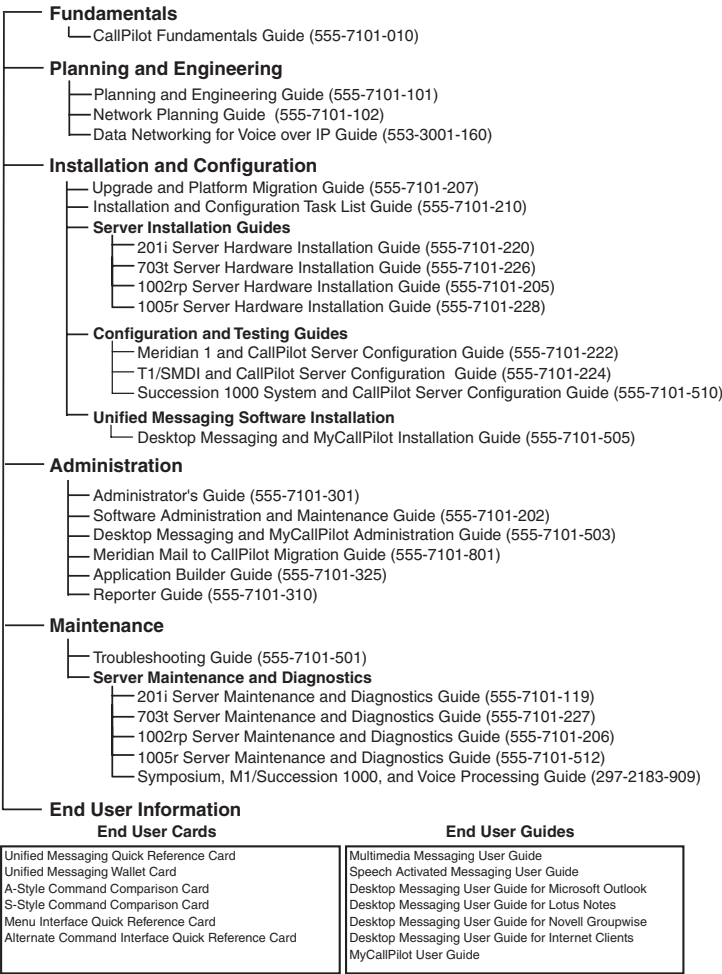 Fundamentals
CallPilot Fundamentals Guide (555-7101-010)
Planning and Engineering
Planning and Engineering Guide (555-7101-101)
Network Planning Guide (555-7101-102)
Data Networking for Voice over IP Guide (553-3001-160)
Installation and Configuration
Upgrade and Platform Migration Guide (555-7101-207)
Installation and Configuration Task List Guide (555-7101-210)
Server Installation Guides
201i Server Hardware Installation Guide (555-7101-220)
703t Server Hardware Installation Guide (555-7101-226)
1002rp Server Hardware Installation Guide (555-7101-205)
1005r Server Hardware Installation Guide (555-7101-228)
Configuration and Testing Guides
Meridian 1 and CallPilot Server Configuration Guide (555-7101-222)
T1/SMDI and CallPilot Server Configuration Guide (555-7101-224)
Succession 1000 System and CallPilot Server Configuration Guide (555-7101-510)
Unified Messaging Software Installation
Desktop Messaging and MyCallPilot Installation Guide (555-7101-505)
Administration
Administrator's Guide (555-7101-301)
Software Administration and Maintenance Guide (555-7101-202)
Desktop Messaging and MyCallPilot Administration Guide (555-7101-503)
Meridian Mail to CallPilot Migration Guide (555-7101-801)
Application Builder Guide (555-7101-325)
Reporter Guide (555-7101-310)
Maintenance
Troubleshooting Guide (555-7101-501)
Server Maintenance and Diagnostics
201i Server Maintenance and Diagnostics Guide (555-7101-119)
703t Server Maintenance and Diagnostics Guide (555-7101-227)
1002rp Server Maintenance and Diagnostics Guide (555-7101-206)
1005r Server Maintenance and Diagnostics Guide (555-7101-512)
Symposium, M1/Succession 1000, and Voice Processing Guide (297-2183-909)
End User Information
End User Cards
Unified Messaging Quick Reference Card
Unified Messaging Wallet Card
A-Style Command Comparison Card
S-Style Command Comparison Card
Menu Interface Quick Reference Card
Alternate Command Interface Quick Reference Card
End User Guides
Multimedia Messaging User Guide
Speech Activated Messaging User Guide
Desktop Messaging User Guide for Microsoft Outlook
Desktop Messaging User Guide for Lotus Notes
Desktop Messaging User Guide for Novell Groupwise
Desktop Messaging User Guide for Internet Clients
MyCallPilot User Guide